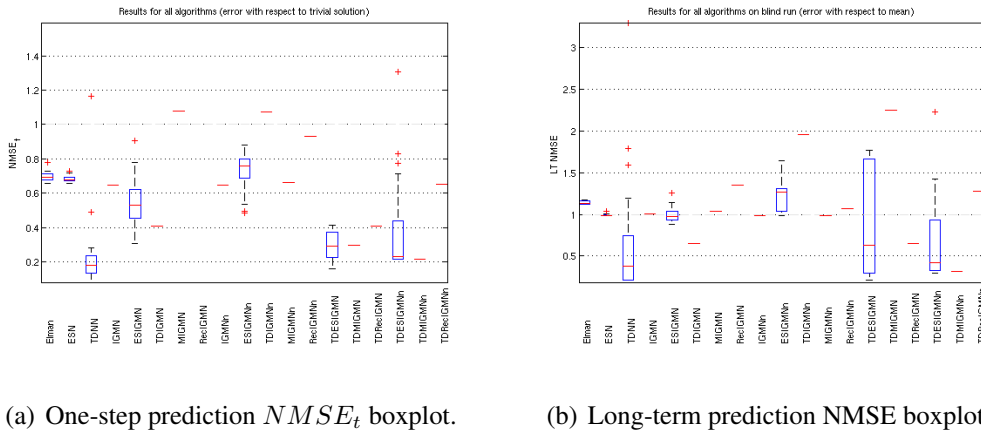 Results for all algorithms (error with respect to trivial solution)
NMSE_t
1.4
1.2
1
0.8
0.6
0.4
0.2
Elman
ESN
TDNN
IGMN
ESIGMN
TDIGMN
MIGMN
RecIGMN
IGMNn
ESIGMNn
TDIGMNn
MIGMNn
RecIGMNn
TDESIGMN
TDMIGMN
TDRecIGMN
TDESIGMNn
TDMIGMNn
TDRecIGMNn
(a) One-step prediction NMSE_t boxplot.
Results for all algorithms on blind run (error with respect to mean)
LT NMSE
3
2.5
2
1.5
1
0.5
Elman
ESN
TDNN
IGMN
ESIGMN
TDIGMN
MIGMN
RecIGMN
IGMNn
ESIGMNn
TDIGMNn
MIGMNn
RecIGMNn
TDESIGMN
TDMIGMN
TDRecIGMN
TDESIGMNn
TDMIGMNn
TDRecIGMNn
(b) Long-term prediction NMSE boxplot